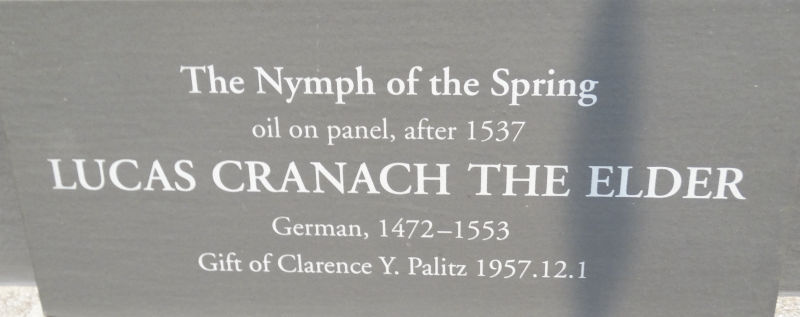 The Nymph of the Spring
oil on panel, after 1537
LUCAS CRANACH THE ELDER
German, 1472–1553
Gift of Clarence Y. Palitz 1957.12.1